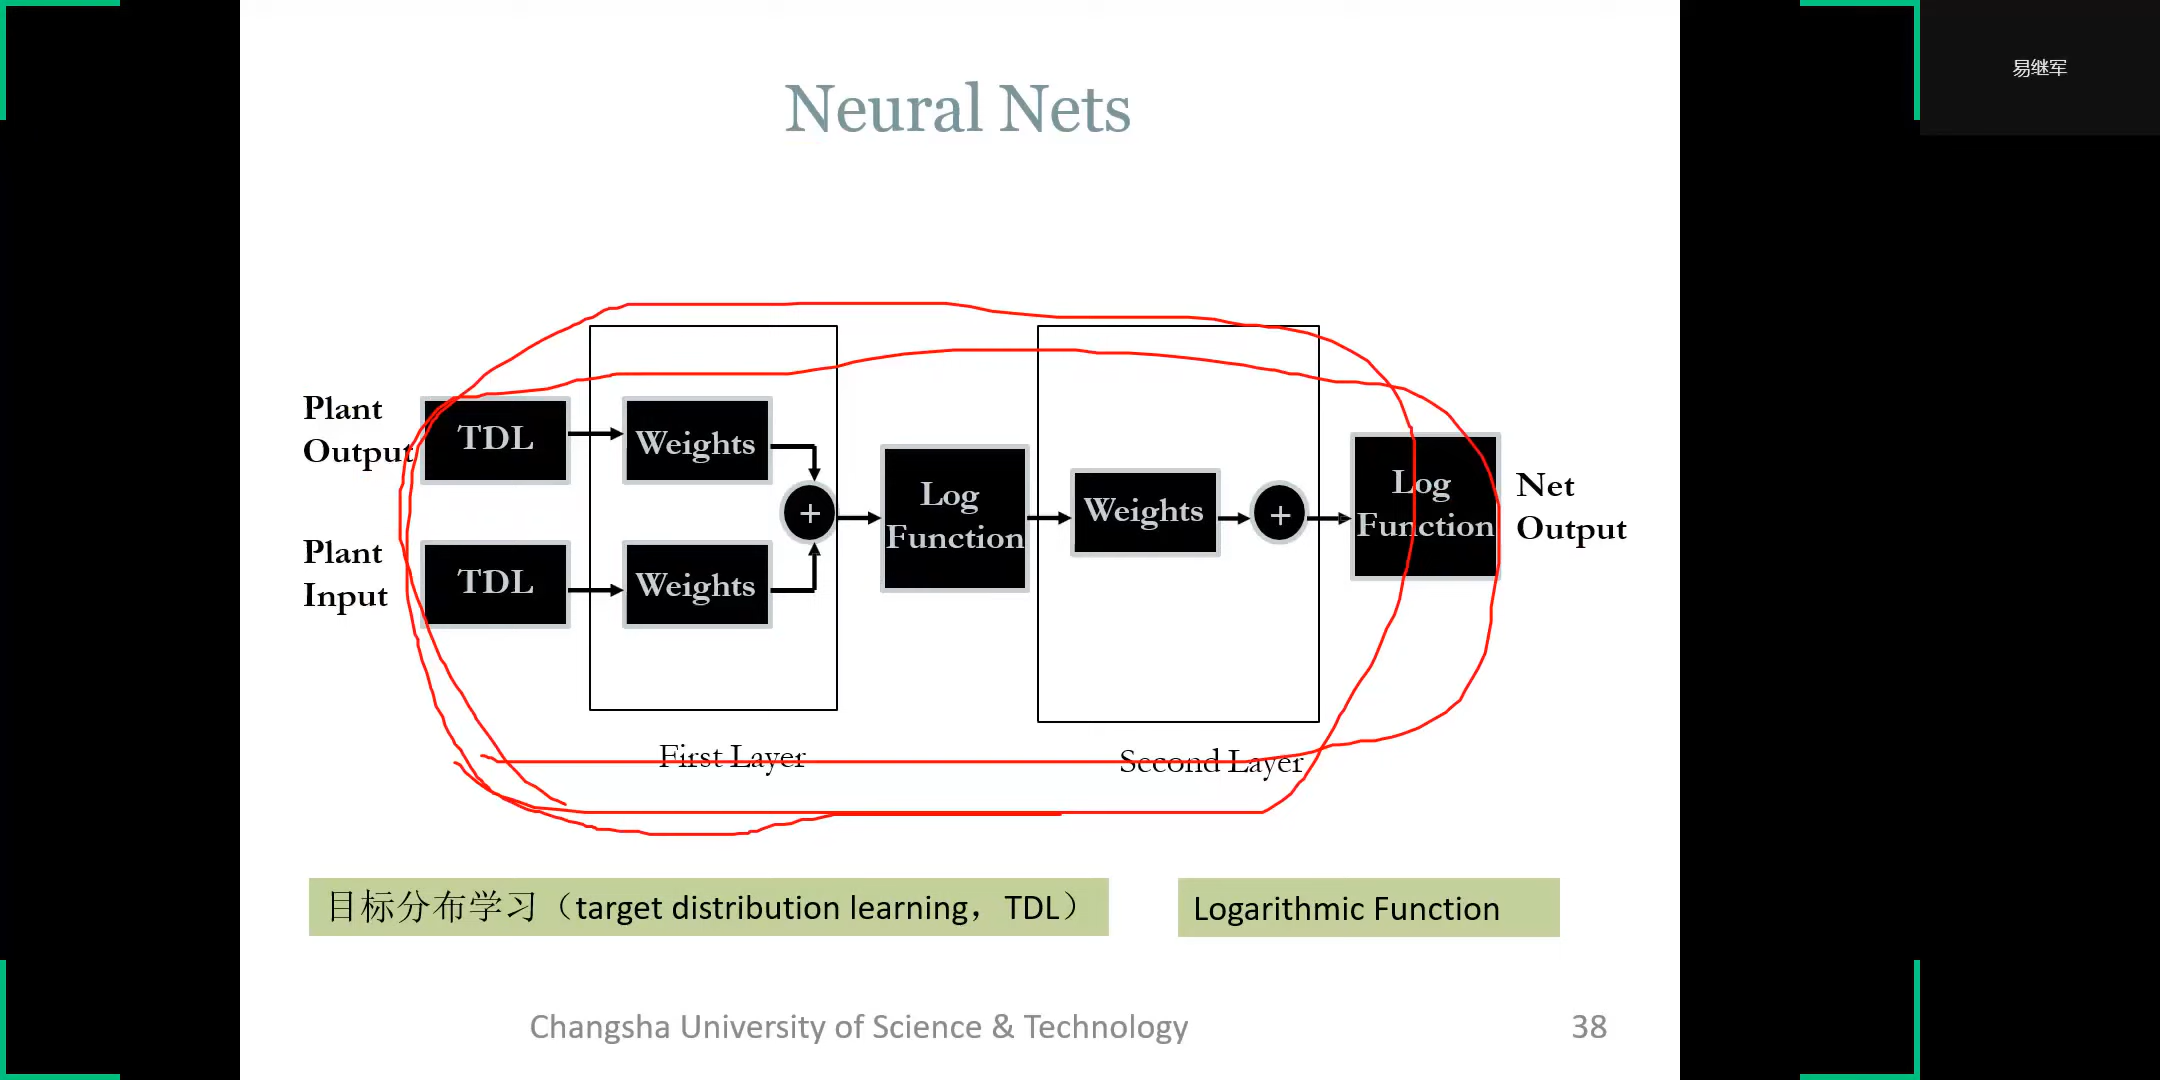 易继军
Neural Nets
Plant
Output
TDL
Weights
Plant
Input
TDL
Weights
+
Log
Function
Weights
+
Log
Function
Net
Output
First Layer
Second Layer
目标分布学习（target distribution learning，TDL）
Logarithmic Function
Changsha University of Science & Technology
38